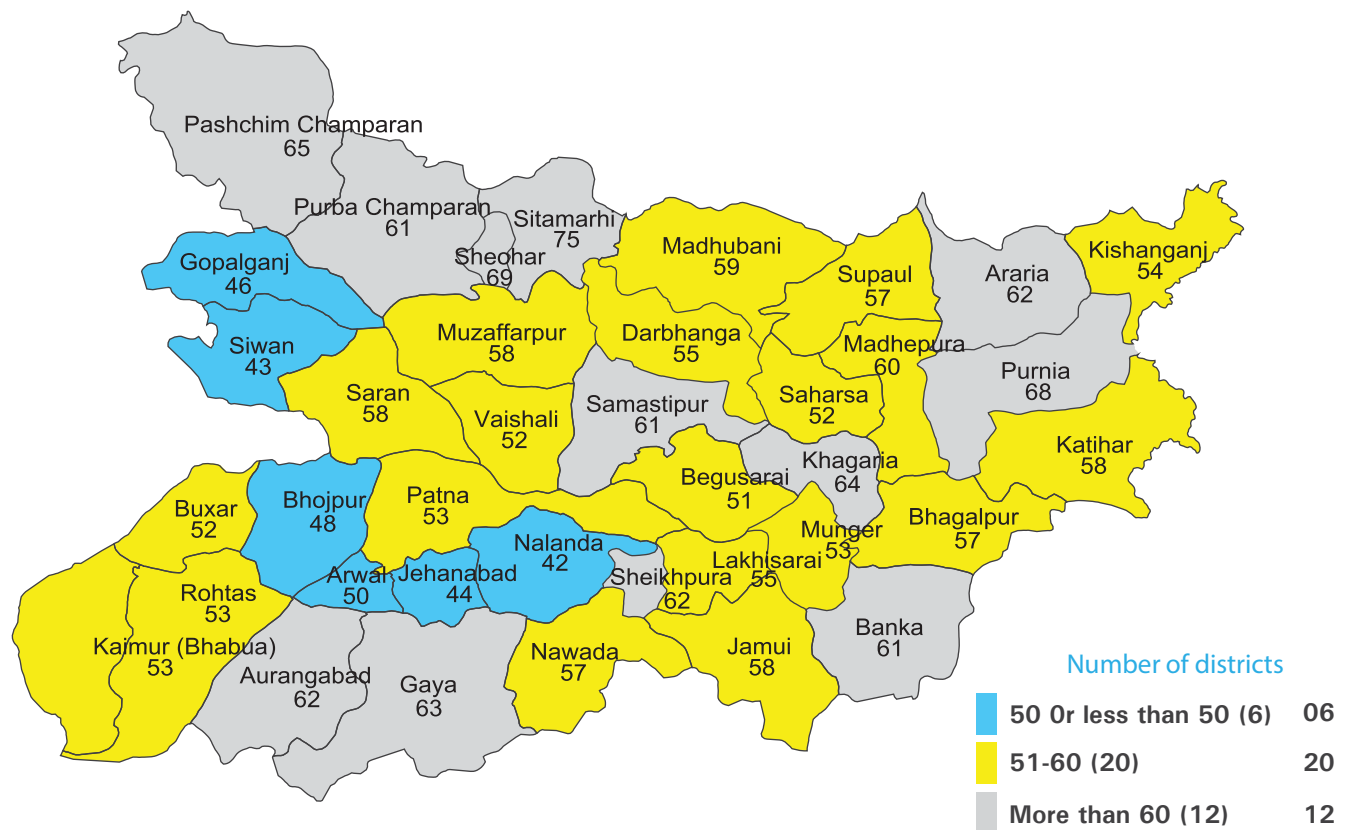 Pashchim Champaran
65
Purba Champaran
61
Sitamarhi
75
Sheohar
69
Gopalganj
46
Siwan
43
Madhubani
59
Supaul
57
Araria
62
Kishanganj
54
Muzaffarpur
58
Darbhanga
55
Madhepura
60
Purnia
68
Saran
58
Vaishali
52
Samastipur
61
Saharsa
52
Katihar
58
Khagaria
64
Begusarai
51
Buxar
52
Bhojpur
48
Patna
53
Nalanda
42
Munger
53
Bhagalpur
57
Lakhisarai
55
Sheikhpura
62
Arwal
50
Jehanabad
44
Rohtas
53
Kaimur (Bhabua)
53
Aurangabad
62
Gaya
63
Nawada
57
Jamui
58
Banka
61
Number of districts
50 0r less than 50 (6) 06
51-60 (20) 20
More than 60 (12) 12